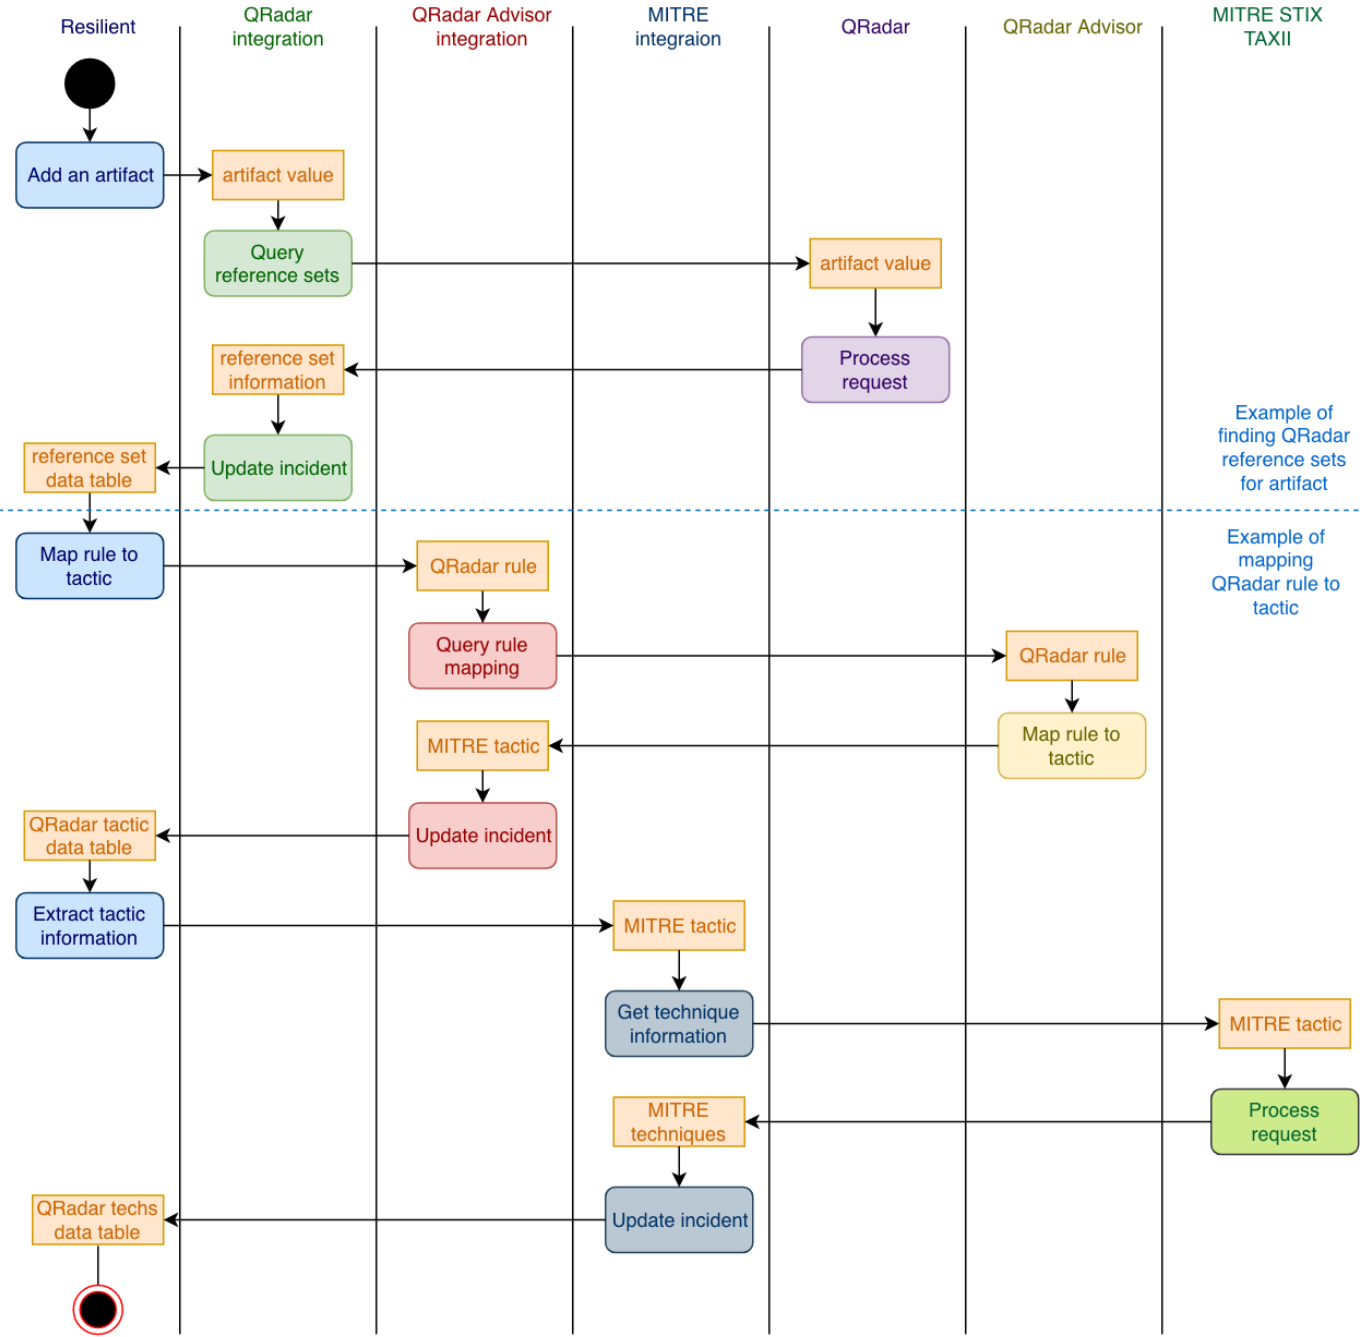 Resilient
QRadar
integration
QRadar Advisor
integration
MITRE
integraion
QRadar
QRadar Advisor
MITRE STIX
TAXII
Add an artifact
artifact value
Query
reference sets
artifact value
reference set
information
Process
request
Example of
finding QRadar
reference sets
for artifact
reference set
data table
Update incident
Map rule to
tactic
QRadar rule
Example of
mapping
QRadar rule to
tactic
Query rule
mapping
QRadar rule
MITRE tactic
Map rule to
tactic
QRadar tactic
data table
Update incident
Extract tactic
information
MITRE tactic
Get technique
information
MITRE tactic
MITRE
techniques
Process
request
QRadar techs
data table
Update incident